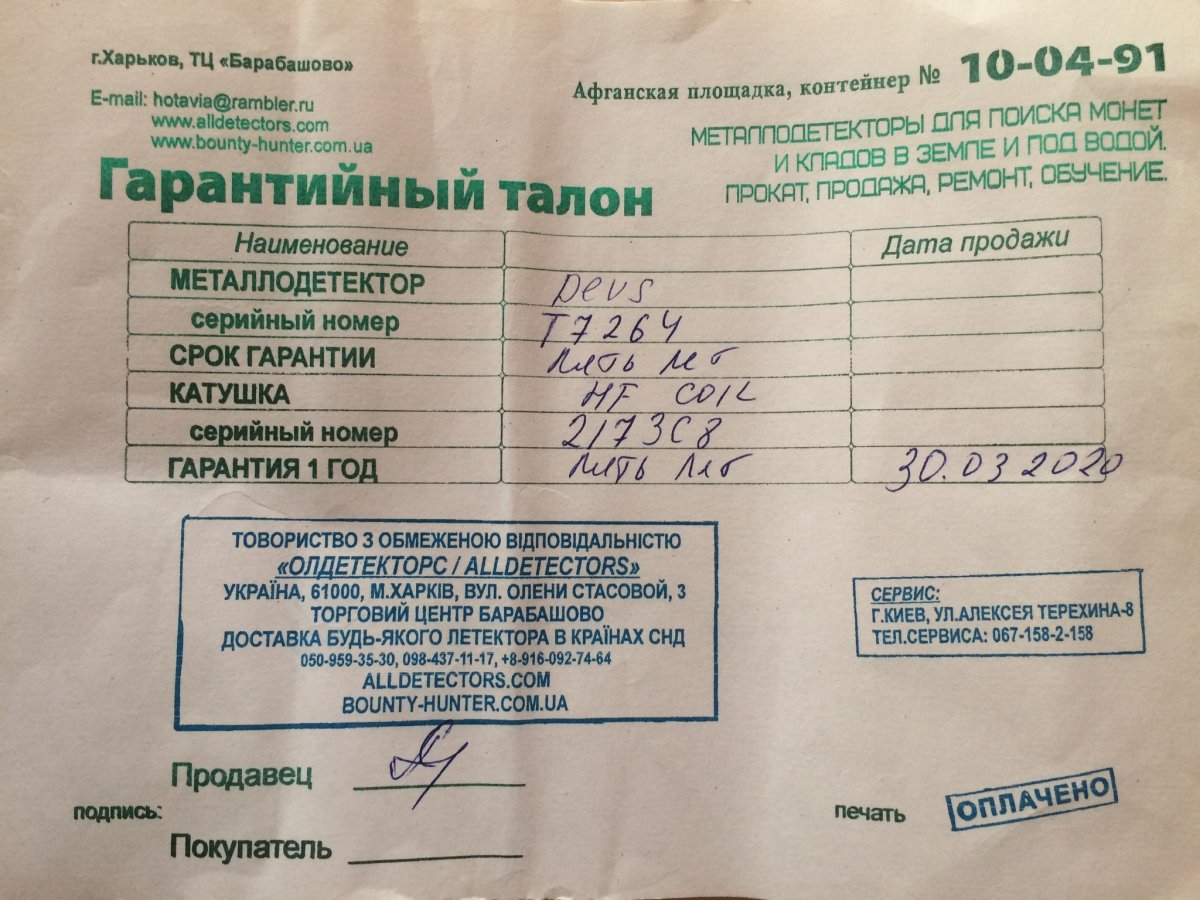 г.Харьков, ТЦ «Барабашово»
E-mail: hotavia@rambler.ru
www.alldetectors.com
www.bounty-hunter.com.ua
Афганская площадка, контейнер № 10-04-91
МЕТАЛЛОДЕТЕКТОРЫ ДЛЯ ПОИСКА МОНЕТ
И КЛАДОВ В ЗЕМЛЕ И ПОД ВОДОЙ.
ПРОКАТ, ПРОДАЖА, РЕМОНТ, ОБУЧЕНИЕ.
Гарантийный талон
Наименование Дата продажи
МЕТАЛЛОДЕТЕКТОР Deus
серийный номер T7264
СРОК ГАРАНТИИ пять лет
КАТУШКА HF COIL
серийный номер 2173C8
ГАРАНТИЯ 1 ГОД пять лет 30.03 2020
ТОВОРИСТВО З ОБМЕЖЕНОЮ ВІДПОВІДАЛЬНІСТЮ
«ОЛДЕТЕКТОРС / ALLDETECTORS»
УКРАЇНА, 61000, М.ХАРКІВ, ВУЛ. ОЛЕНИ СТАСОВОЙ, 3
ТОРГОВИЙ ЦЕНТР БАРАБАШОВО
ДОСТАВКА БУДЬ-ЯКОГО ЛЕТЕКТОРА В КРАЇНАХ СНД
050-959-35-30, 098-437-11-17, +8-916-092-74-64
ALLDETECTORS.COM
BOUNTY-HUNTER.COM.UA
СЕРВИС:
Г.КИЕВ, УЛ.АЛЕКСЕЯ ТЕРЕХИНА-8
ТЕЛ.СЕРВИСА: 067-158-2-158
Продавец
подпись:
Покупатель
печать
ОПЛАЧЕНО